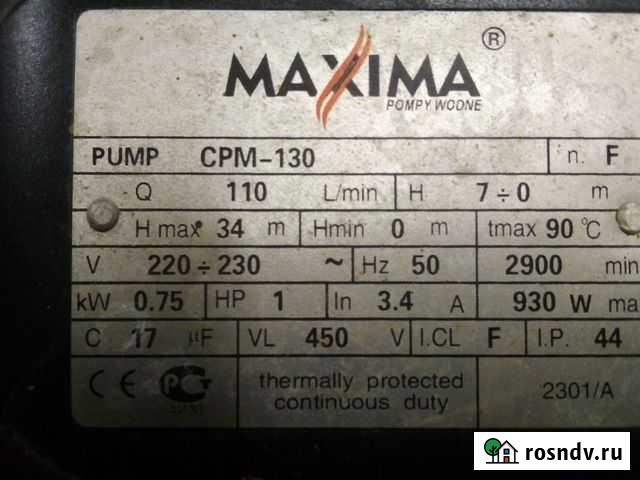 MAXIMA ®
POMPY WODNE
PUMP CPM-130 n. F
Q 110 L/min H 7÷0 m
H max 34 m Hmin 0 m tmax 90 °C
V 220÷230 ~ Hz 50 2900 min
kW 0.75 HP 1 In 3.4 A 930 W ma
C 17 µF VL 450 V I.CL F I.P. 44
CE РСТ thermally protected
continuous duty 2301/A
rosndv.ru